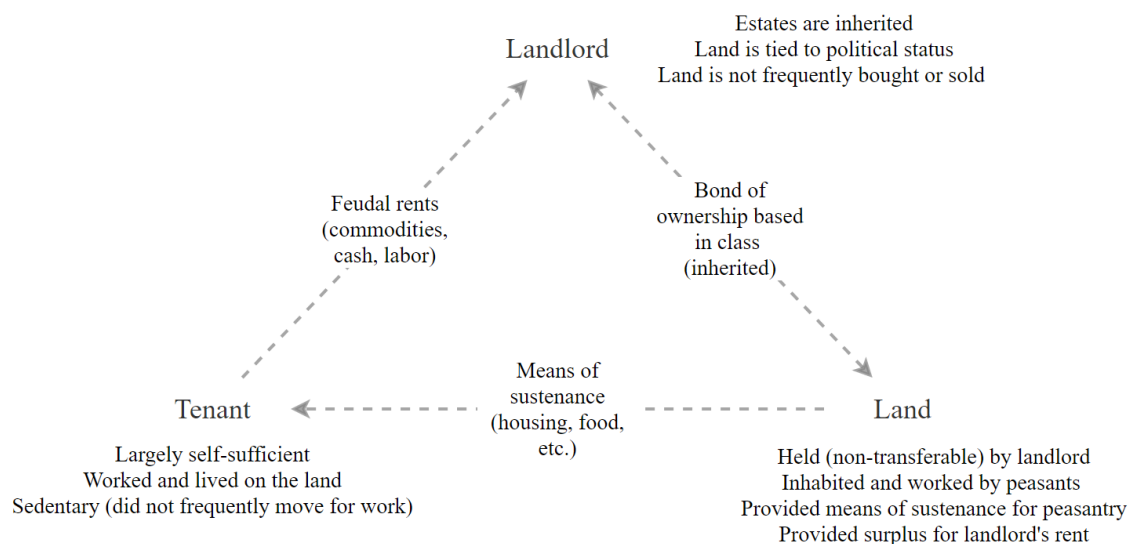 Landlord
Estates are inherited
Land is tied to political status
Land is not frequently bought or sold
Feudal rents
(commodities,
cash, labor)
Bond of
ownership based
in class
(inherited)
Tenant
Means of
sustenance
(housing, food,
etc.)
Land
Largely self-sufficient
Worked and lived on the land
Sedentary (did not frequently move for work)
Held (non-transferable) by landlord
Inhabited and worked by peasants
Provided means of sustenance for peasantry
Provided surplus for landlord's rent